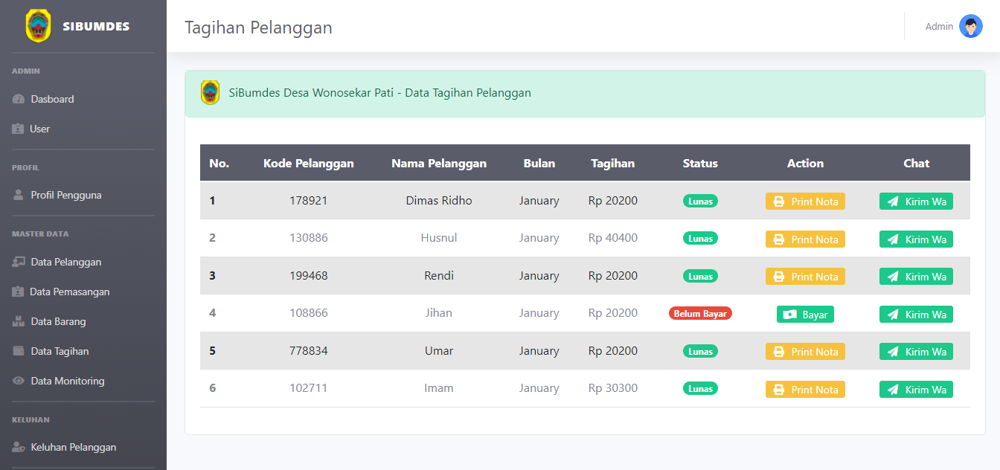 SIBUMDES
ADMIN
Dasboard
User
PROFIL
Profil Pengguna
MASTER DATA
Data Pelanggan
Data Pemasangan
Data Barang
Data Tagihan
Data Monitoring
KELUHAN
Keluhan Pelanggan
Tagihan Pelanggan
Admin
SiBumdes Desa Wonosekar Pati - Data Tagihan Pelanggan
No. Kode Pelanggan Nama Pelanggan Bulan Tagihan Status Action Chat
1 178921 Dimas Ridho January Rp 20200 Lunas Print Nota Kirim Wa
2 130886 Husnul January Rp 40400 Lunas Print Nota Kirim Wa
3 199468 Rendi January Rp 20200 Lunas Print Nota Kirim Wa
4 108866 Jihan January Rp 20200 Belum Bayar Bayar Kirim Wa
5 778834 Umar January Rp 20200 Lunas Print Nota Kirim Wa
6 102711 Imam January Rp 30300 Lunas Print Nota Kirim Wa